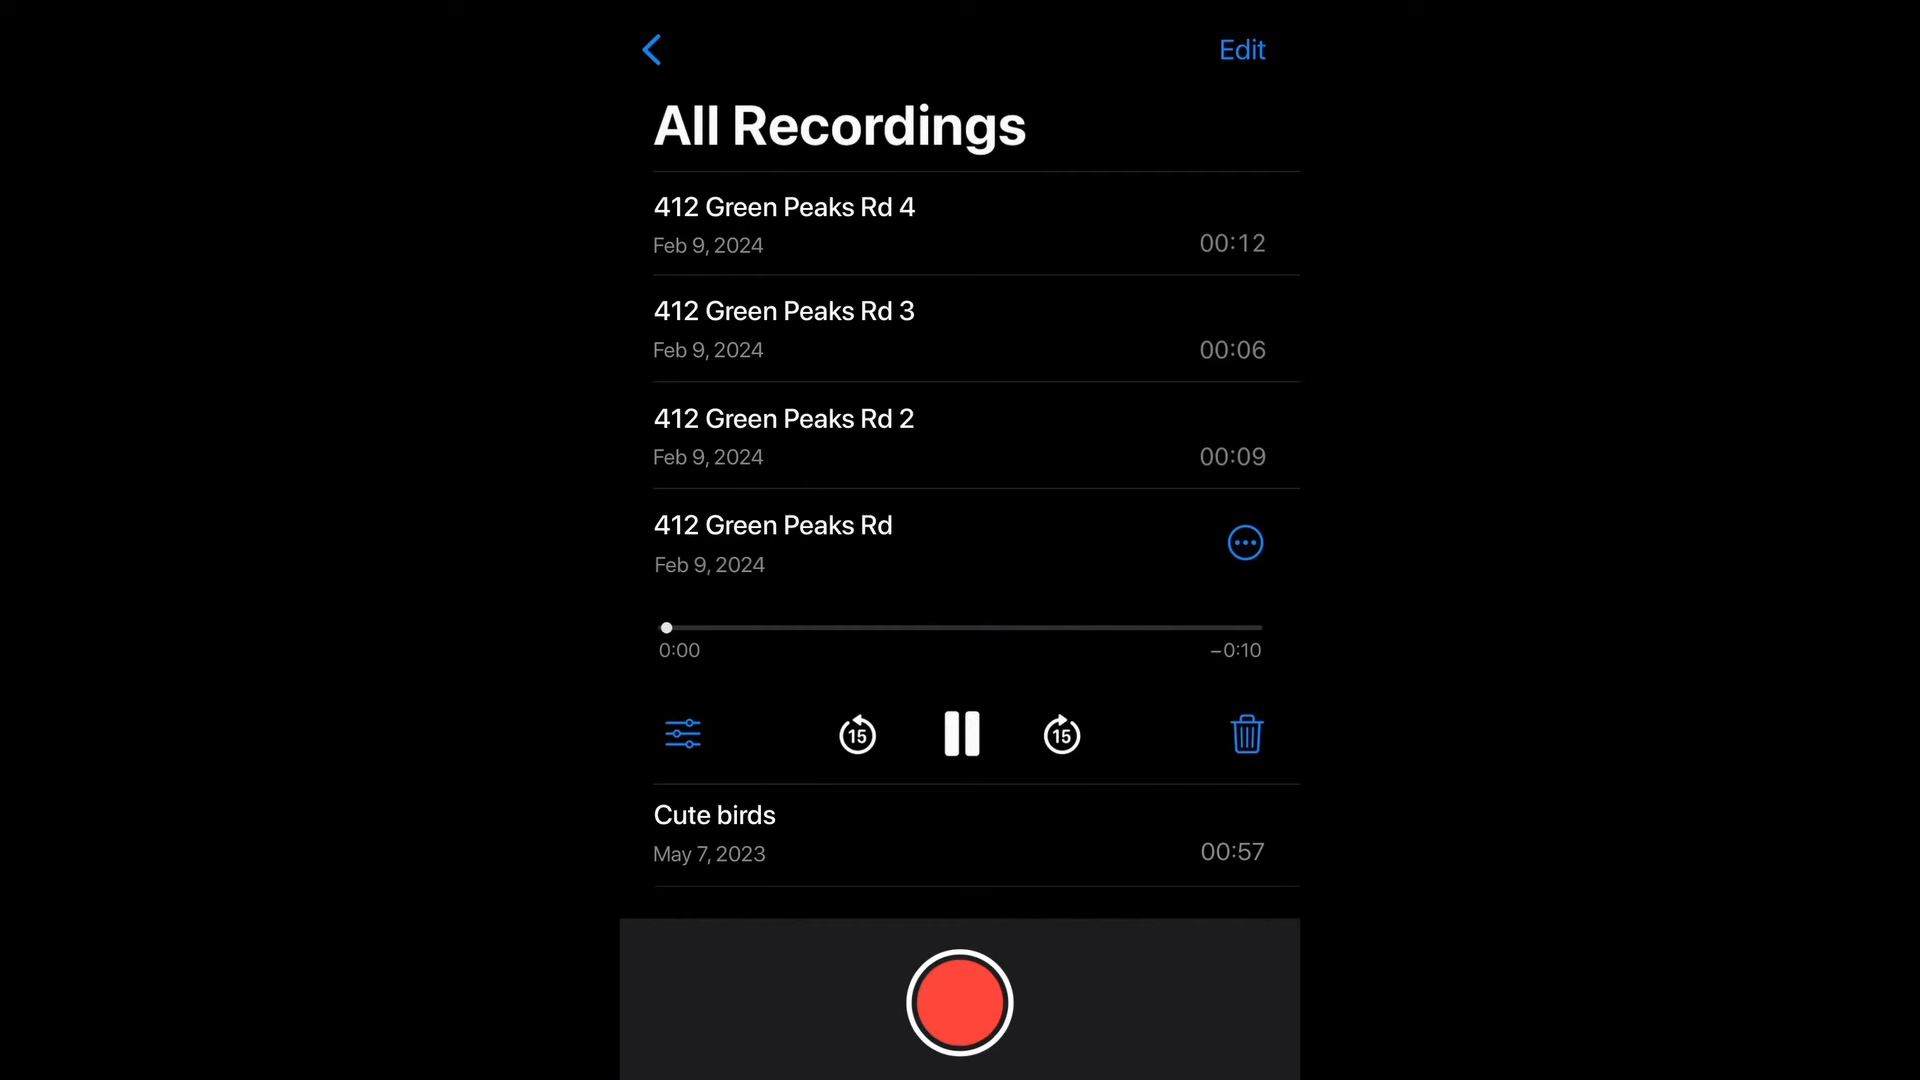 Edit
All Recordings
412 Green Peaks Rd 4
Feb 9, 2024
00:12
412 Green Peaks Rd 3
Feb 9, 2024
00:06
412 Green Peaks Rd 2
Feb 9, 2024
00:09
412 Green Peaks Rd
Feb 9, 2024
0:00
−0:10
15
15
Cute birds
May 7, 2023
00:57